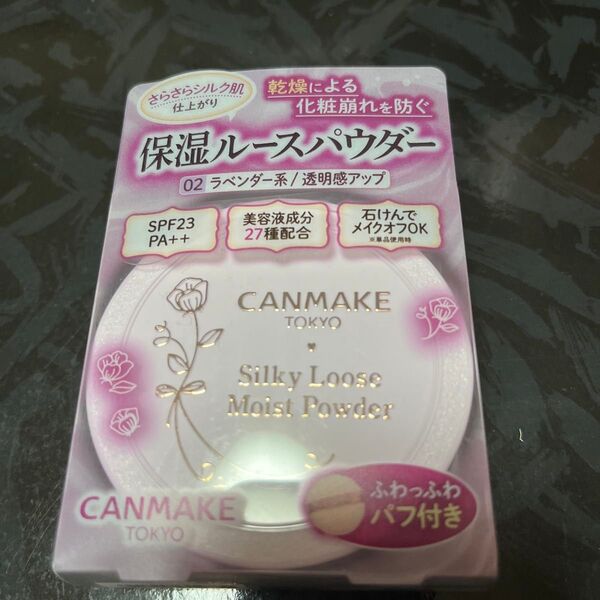 さらさらシルク肌
仕上がり
乾燥による
化粧崩れを防ぐ
保湿ルースパウダー
02 ラベンダー系/透明感アップ
SPF23
PA++
美容液成分
27種配合
石けんで
メイクオフOK
※単品使用時
CANMAKE
TOKYO
Silky Loose
Moist Powder
CANMAKE
TOKYO
ふわっふわ
パフ付き